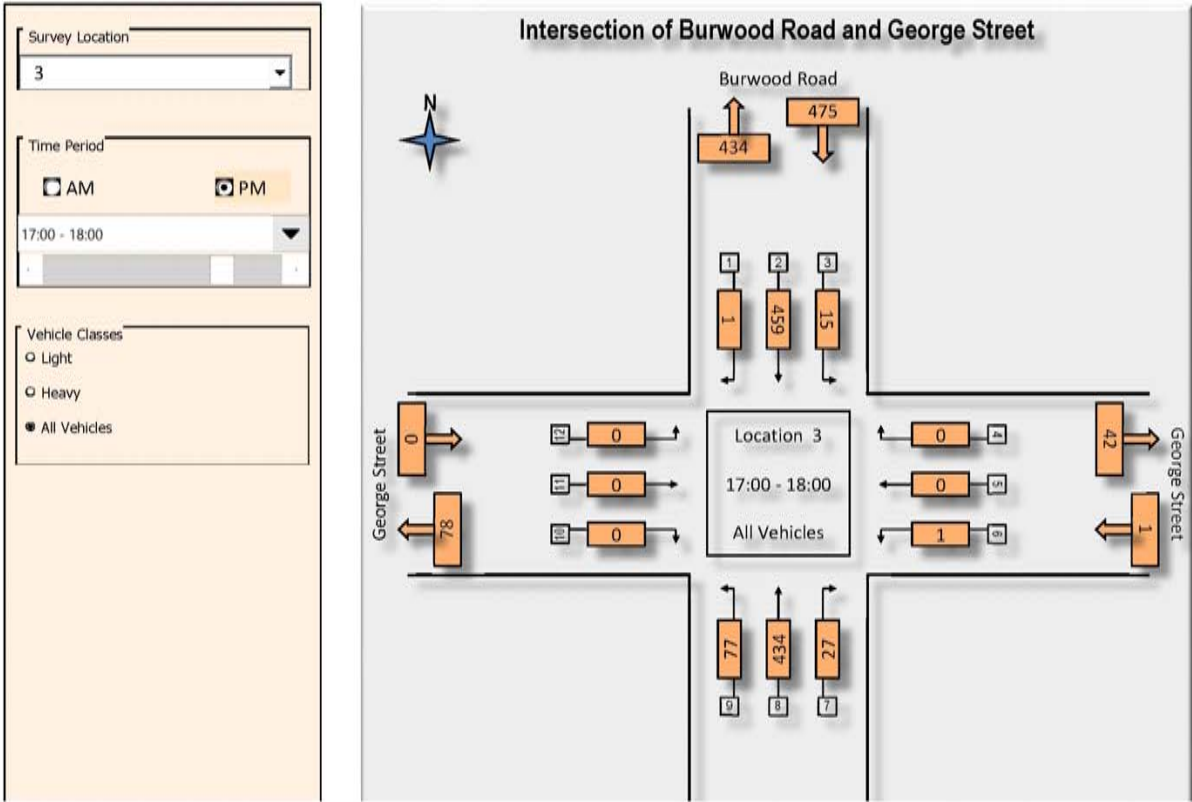 Survey Location
3
Time Period
AM
PM
17:00 - 18:00
Vehicle Classes
Light
Heavy
All Vehicles
Intersection of Burwood Road and George Street
N
Burwood Road
434
475
1
2
3
1
459
15
George Street
0
78
12
0
11
0
10
0
Location 3
17:00 - 18:00
All Vehicles
0
4
0
5
1
6
42
1
George Street
77
434
27
9
8
7